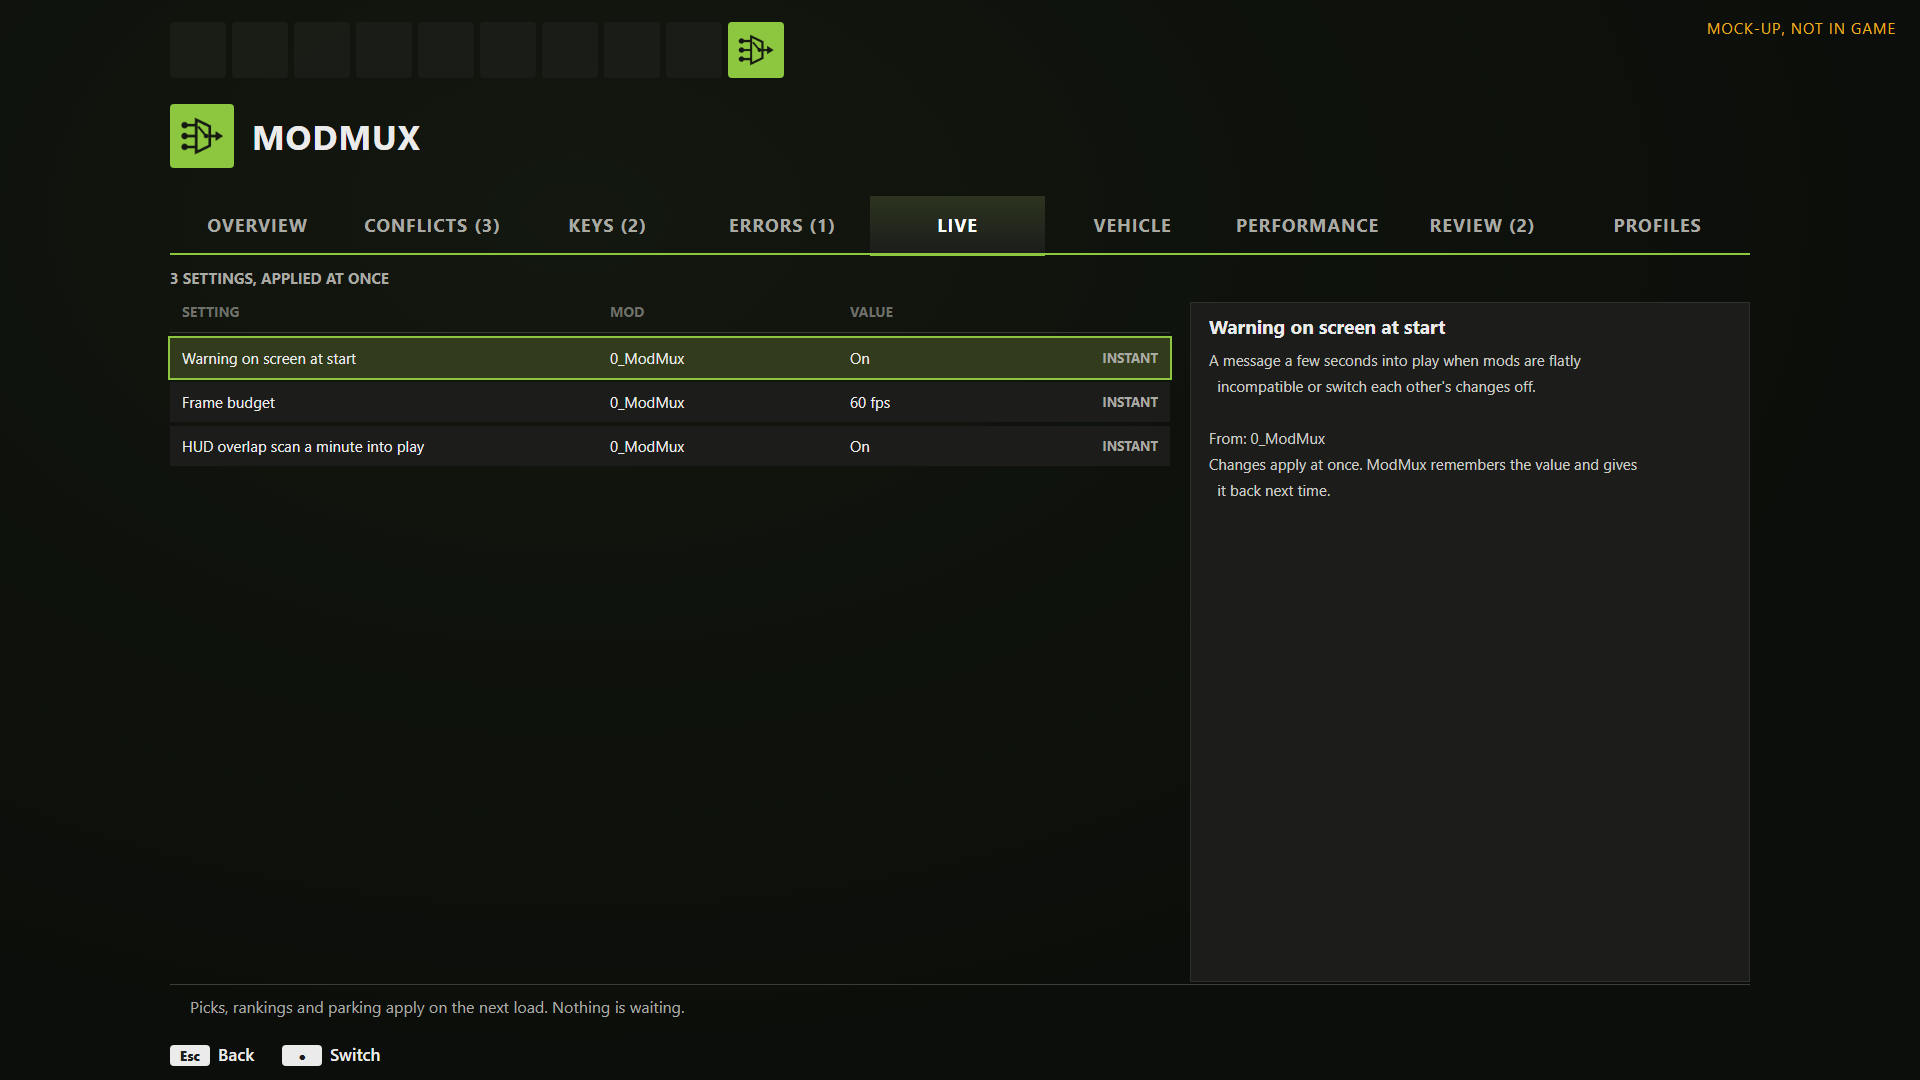 MOCK-UP, NOT IN GAME
MODMUX
OVERVIEW CONFLICTS (3) KEYS (2) ERRORS (1) LIVE VEHICLE PERFORMANCE REVIEW (2) PROFILES
3 SETTINGS, APPLIED AT ONCE
SETTING MOD VALUE
Warning on screen at start 0_ModMux On INSTANT
Frame budget 0_ModMux 60 fps INSTANT
HUD overlap scan a minute into play 0_ModMux On INSTANT
Warning on screen at start
A message a few seconds into play when mods are flatly
incompatible or switch each other's changes off.
From: 0_ModMux
Changes apply at once. ModMux remembers the value and gives
it back next time.
Picks, rankings and parking apply on the next load. Nothing is waiting.
Esc Back Switch